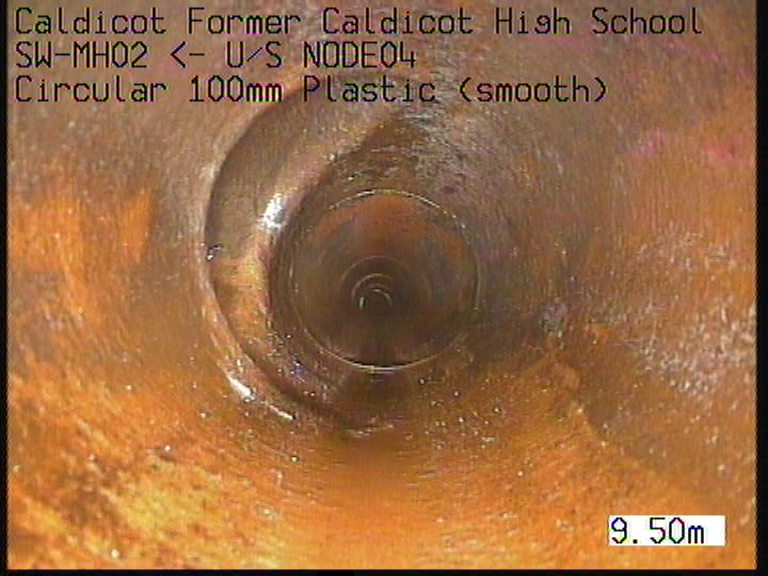 Caldicot Former Caldicot High School
SW-MH02 <- U/S NODE04
Circular 100mm Plastic (smooth)
9.50m